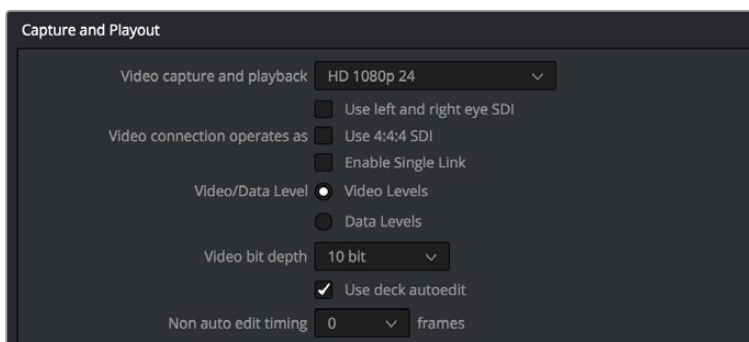 Capture and Playout
Video capture and playback HD 1080p 24
Use left and right eye SDI
Video connection operates as Use 4:4:4 SDI
Enable Single Link
Video/Data Level Video Levels
Data Levels
Video bit depth 10 bit
Use deck autoedit
Non auto edit timing 0 frames